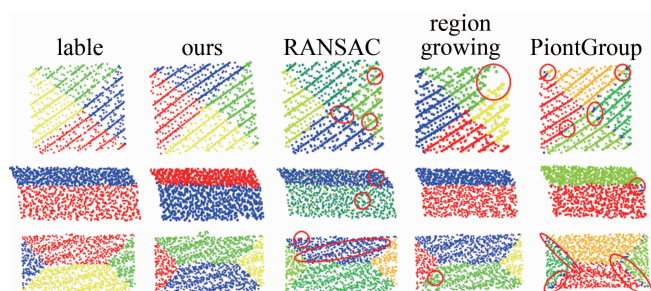 lable
ours
RANSAC
region
growing
PiontGroup